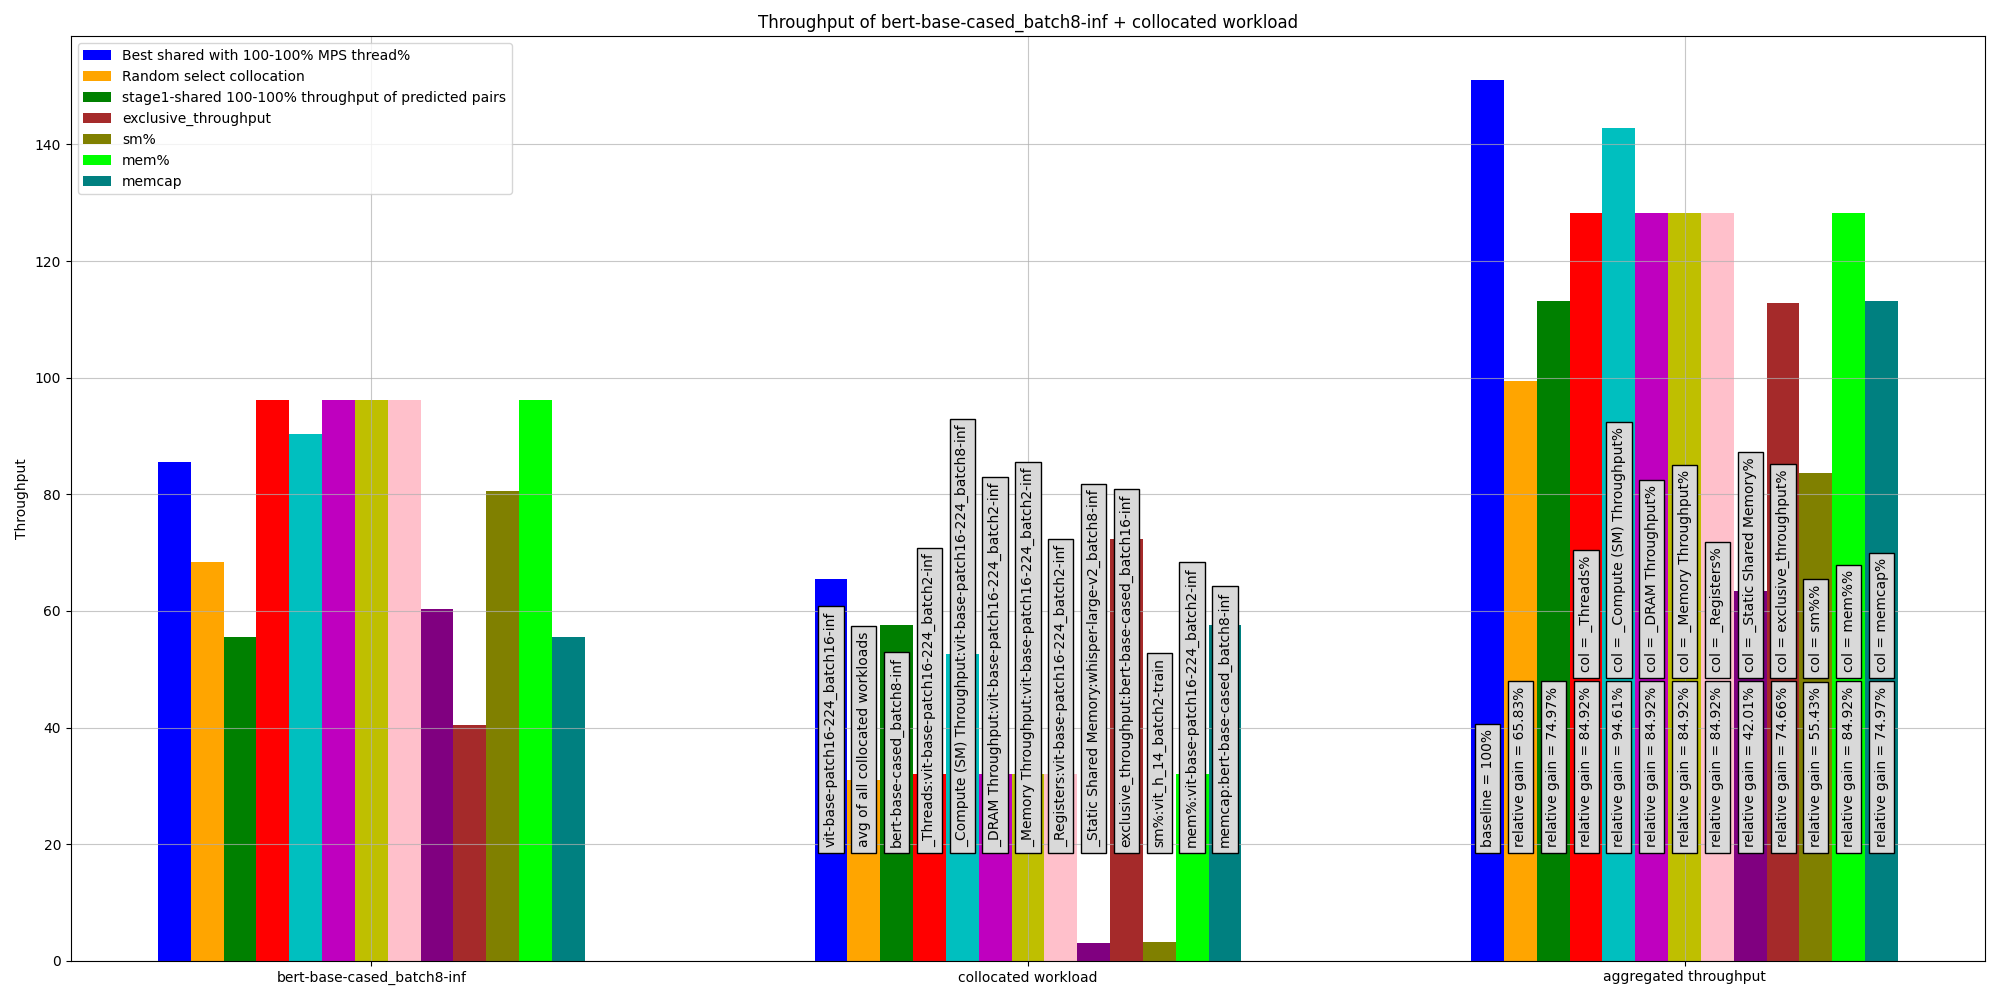 Throughput of bert-base-cased_batch8-inf + collocated workload
Best shared with 100-100% MPS thread%
Random select collocation
stage1-shared 100-100% throughput of predicted pairs
exclusive_throughput
sm%
mem%
memcap
Throughput
140
120
100
80
60
40
20
0
vit-base-patch16-224_batch16-inf
avg of all collocated workloads
bert-base-cased_batch8-inf
_Threads:vit-base-patch16-224_batch2-inf
_Compute (SM) Throughput:vit-base-patch16-224_batch8-inf
_DRAM Throughput:vit-base-patch16-224_batch2-inf
_Memory Throughput:vit-base-patch16-224_batch2-inf
_Registers:vit-base-patch16-224_batch2-inf
_Static Shared Memory:whisper-large-v2_batch8-inf
exclusive_throughput:bert-base-cased_batch16-inf
sm%:vit_h_14_batch2-train
mem%:vit-base-patch16-224_batch2-inf
memcap:bert-base-cased_batch8-inf
baseline = 100%
relative gain = 65.83%
relative gain = 74.97%
relative gain = 84.92%
col = _Threads%
relative gain = 94.61%
col = _Compute (SM) Throughput%
relative gain = 84.92%
col = _DRAM Throughput%
relative gain = 84.92%
col = _Memory Throughput%
relative gain = 84.92%
col = _Registers%
relative gain = 42.01%
col = _Static Shared Memory%
relative gain = 74.66%
col = exclusive_throughput%
relative gain = 55.43%
col = sm%%
relative gain = 84.92%
col = mem%%
relative gain = 74.97%
col = memcap%
bert-base-cased_batch8-inf
collocated workload
aggregated throughput